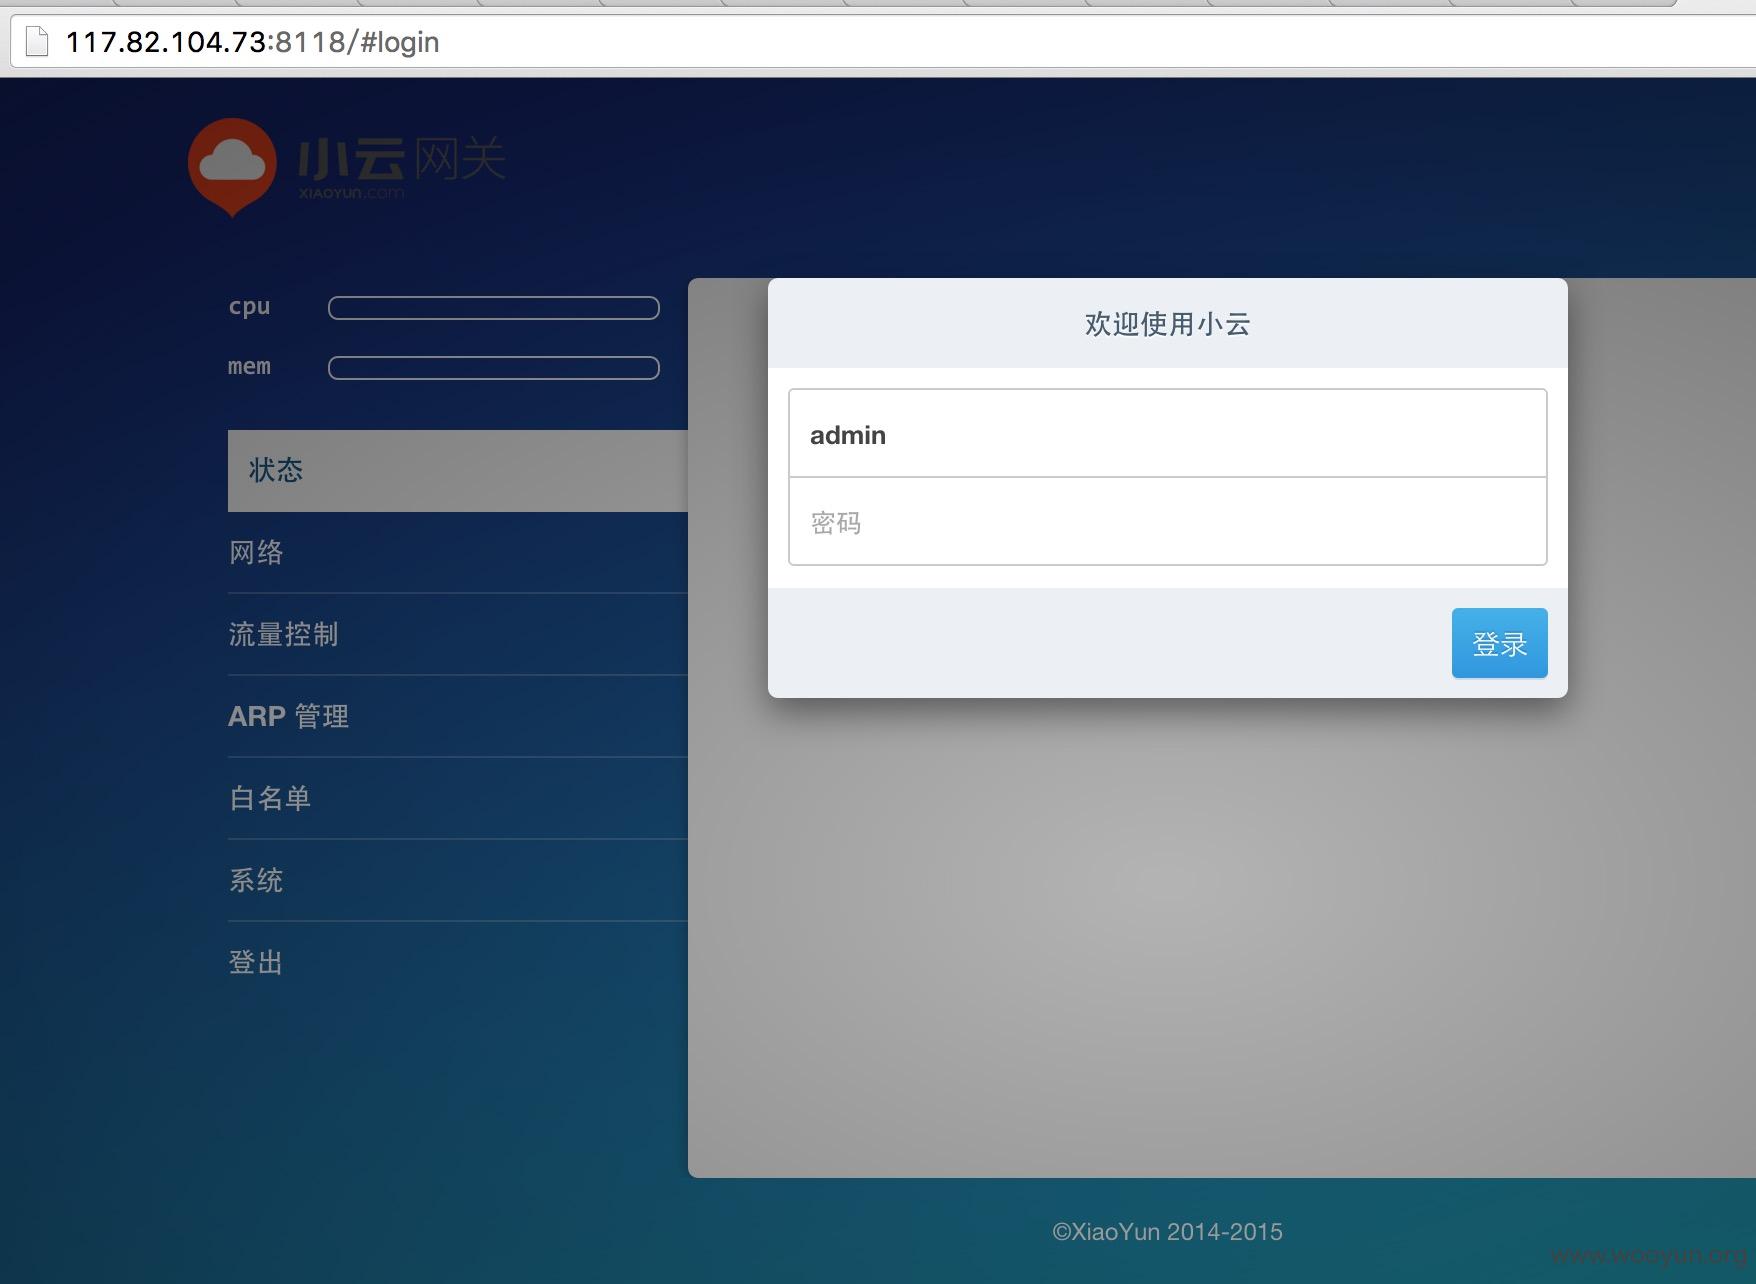 117.82.104.73:8118/#login
小云网关
XIAOYUN.com
cpu
mem
欢迎使用小云
admin
密码
登录
状态
网络
流量控制
ARP 管理
白名单
系统
登出
©XiaoYun 2014-2015
www.wooyun.org